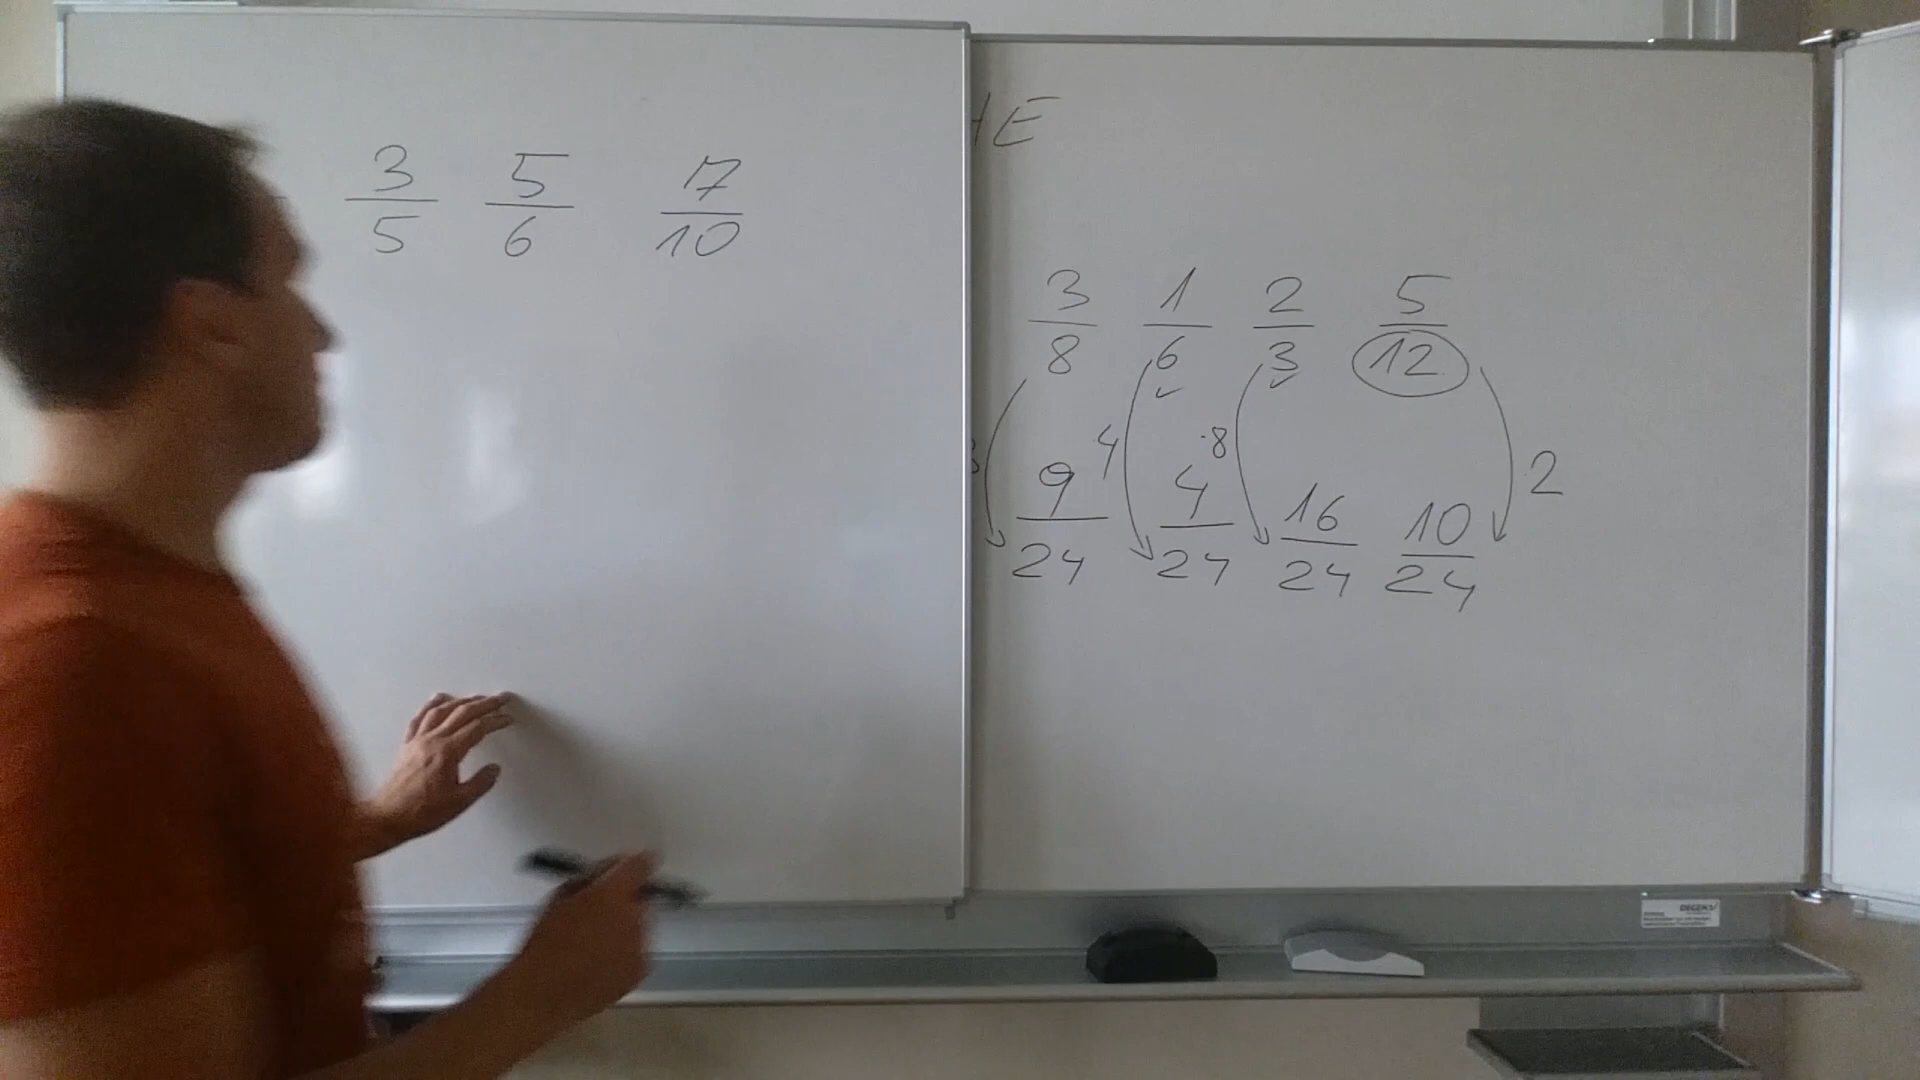 3/5 5/6 17/10
HE
3/8 1/6 2/3 5/12
✓ ✓
4 ·8 2
9/24 4/24 16/24 10/24